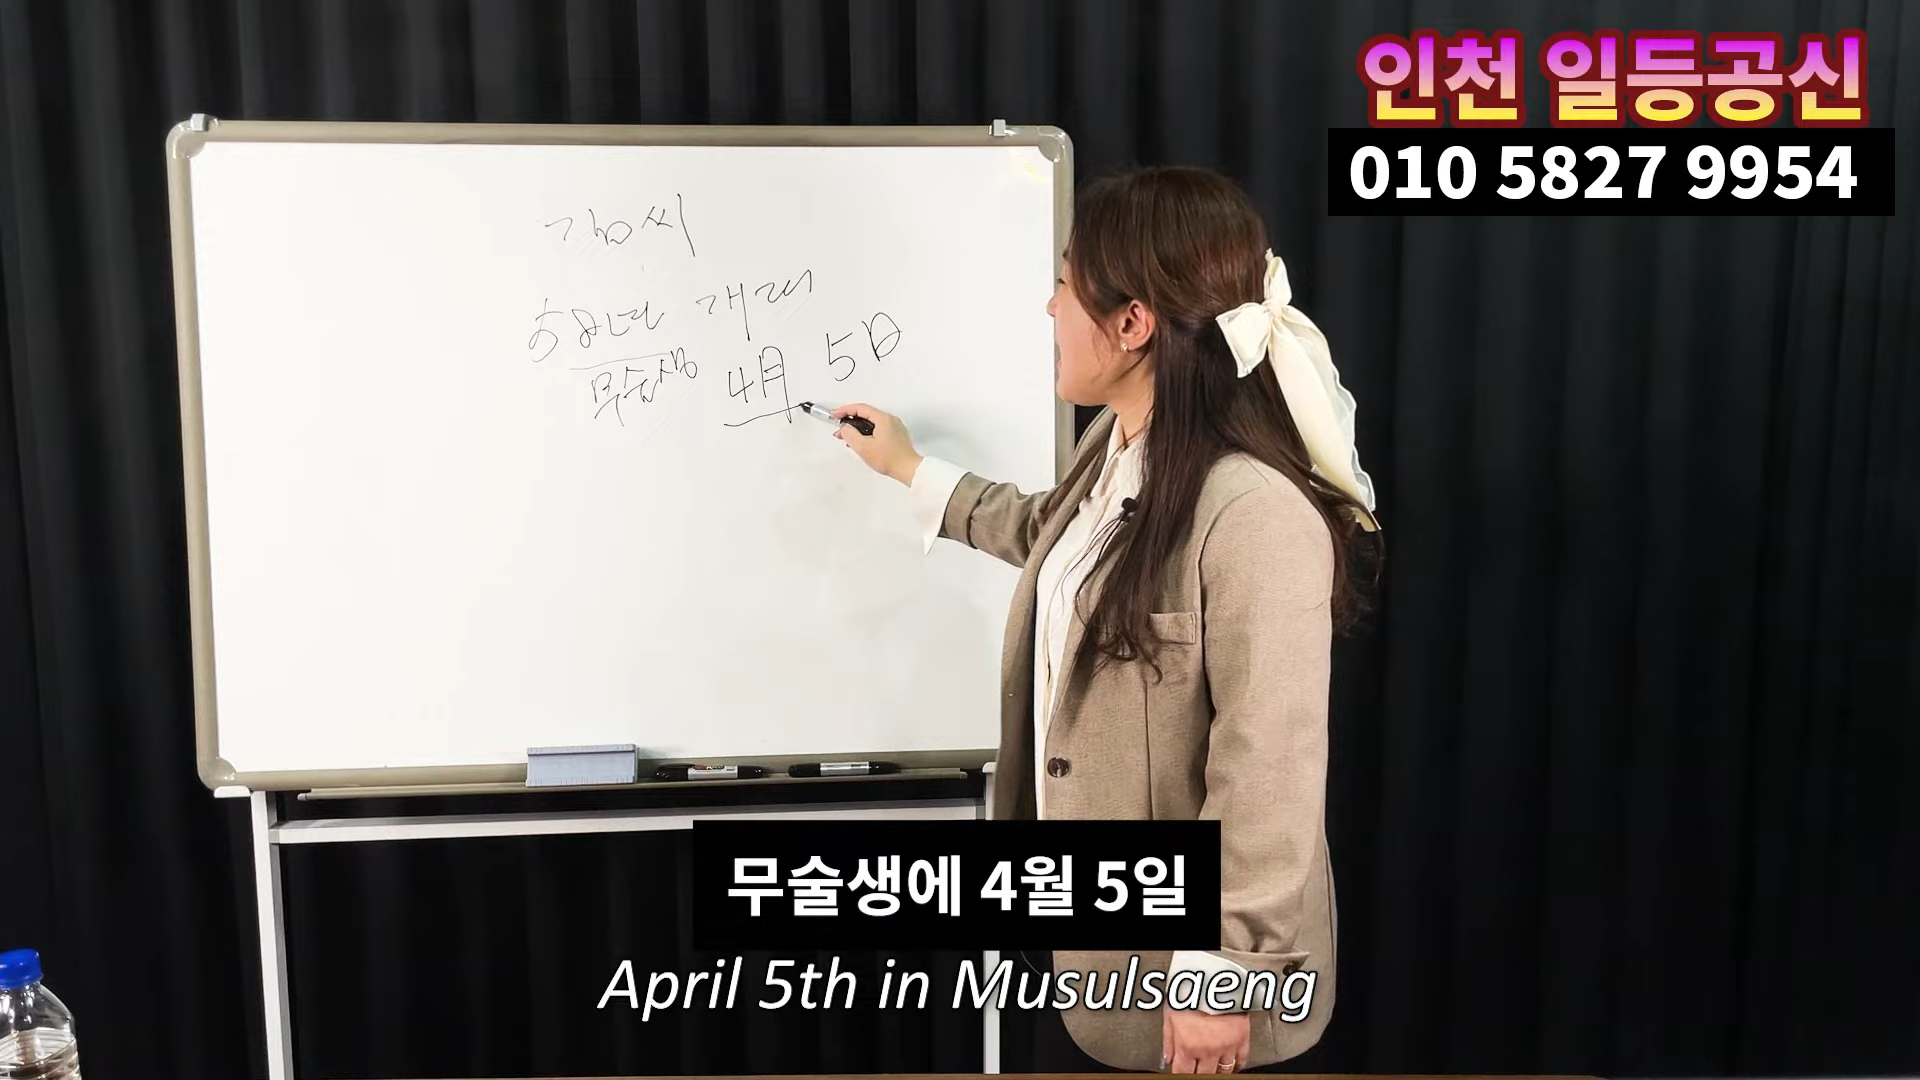 인천 일등공신
010 5827 9954
김씨
58년 개띠
무술생 4月 5日
무술생에 4월 5일
April 5th in Musulsaeng